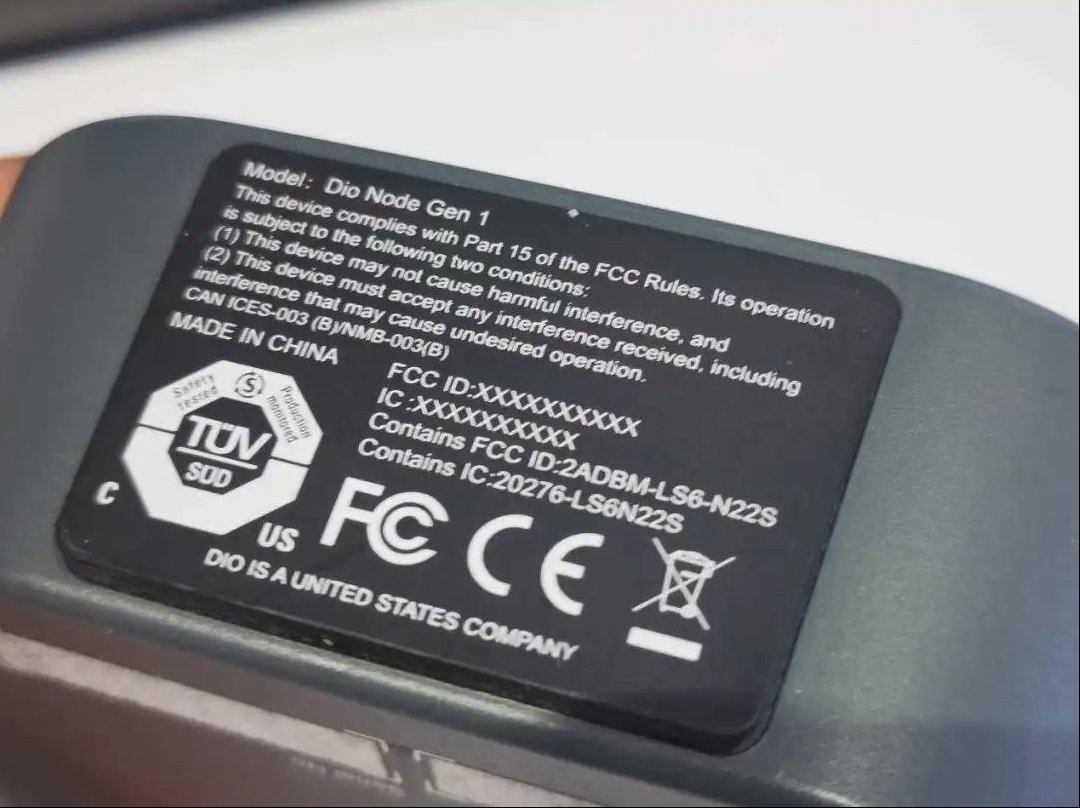 Model: Dio Node Gen 1
This device complies with Part 15 of the FCC Rules. Its operation
is subject to the following two conditions:
(1) This device may not cause harmful interference, and
(2) This device must accept any interference received, including
interference that may cause undesired operation.
CAN ICES-003 (B)/NMB-003(B)
MADE IN CHINA
FCC ID:XXXXXXXXXX
IC :XXXXXXXXXX
Contains FCC ID:2ADBM-LS6-N22S
Contains IC:20276-LS6N22S
Safety
tested
S
Production
monitored
TÜV
SÜD
C
US
FC
CE
DIO IS A UNITED STATES COMPANY